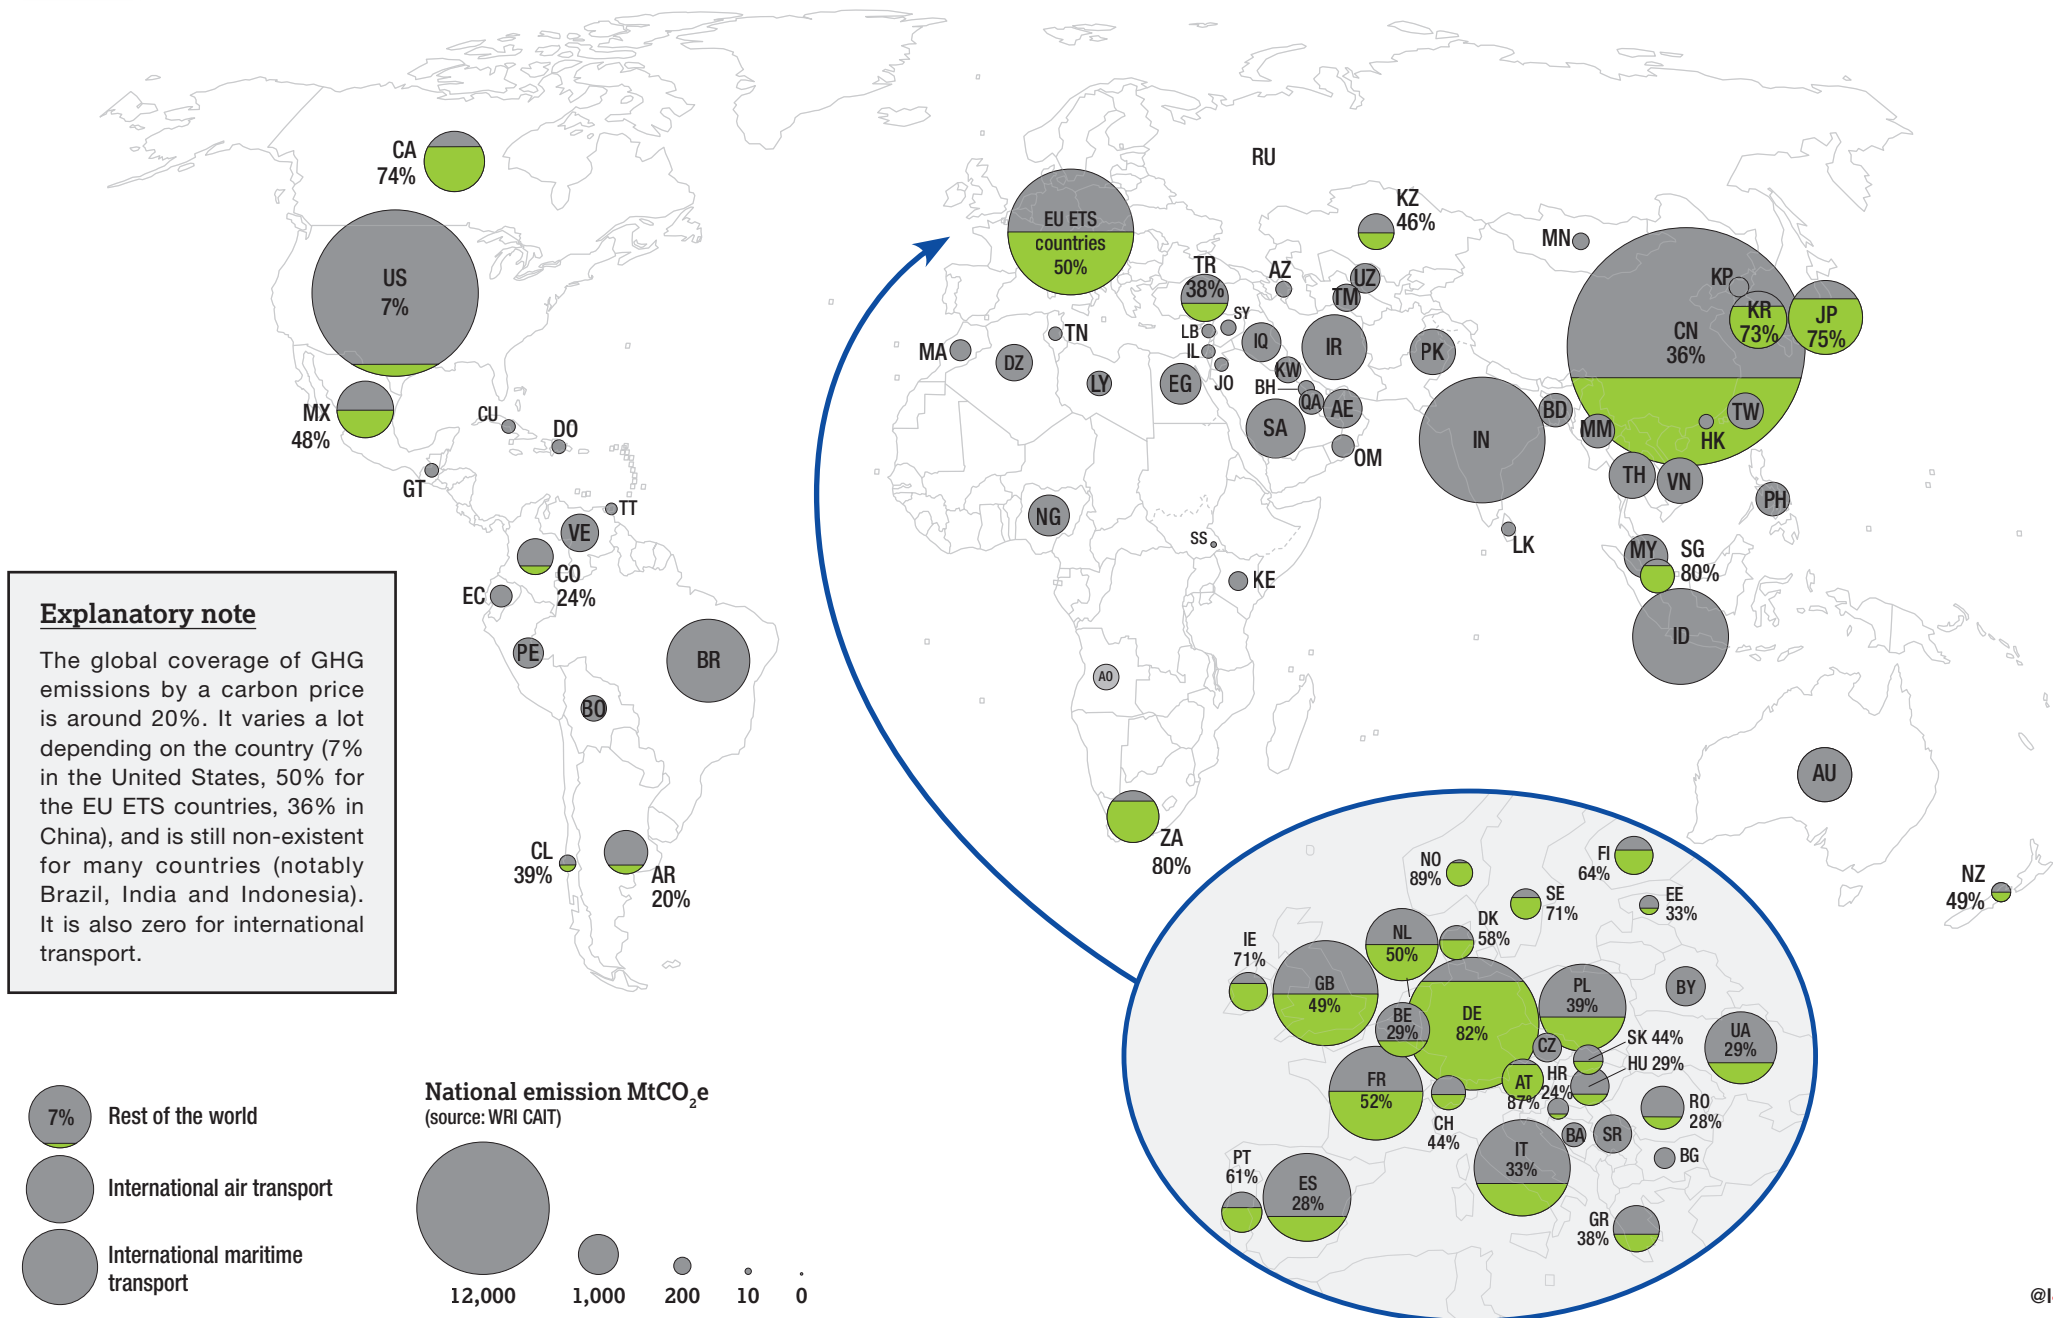 CA
74%
US
7%
MX
48%
CU
DO
GT
TT
VE
CO
24%
EC
PE
BR
BO
CL
39%
AR
20%
RU
EU ETS
countries
50%
KZ
46%
MN
TR
38%
AZ
UZ
TM
SY
LB
IL
JO
IQ
IR
PK
KW
BH
QA
AE
SA
OM
TN
MA
DZ
LY
EG
NG
SS
KE
AO
ZA
80%
IN
LK
BD
MM
CN
36%
KP
KR
73%
JP
75%
TW
HK
TH
VN
PH
MY
SG
80%
ID
AU
NZ
49%
Explanatory note
The global coverage of GHG
emissions by a carbon price
is around 20%. It varies a lot
depending on the country (7%
in the United States, 50% for
the EU ETS countries, 36% in
China), and is still non-existent
for many countries (notably
Brazil, India and Indonesia).
It is also zero for international
transport.
NO
89%
FI
64%
SE
71%
EE
33%
DK
58%
NL
50%
IE
71%
GB
49%
BE
29%
DE
82%
PL
39%
BY
UA
29%
SK 44%
HU 29%
CZ
HR
24%
AT
87%
FR
52%
CH
44%
RO
28%
BA
SR
BG
IT
33%
PT
61%
ES
28%
GR
38%
7%
Rest of the world
International air transport
International maritime
transport
National emission MtCO₂e
(source: WRI CAIT)
12,000 1,000 200 10 0